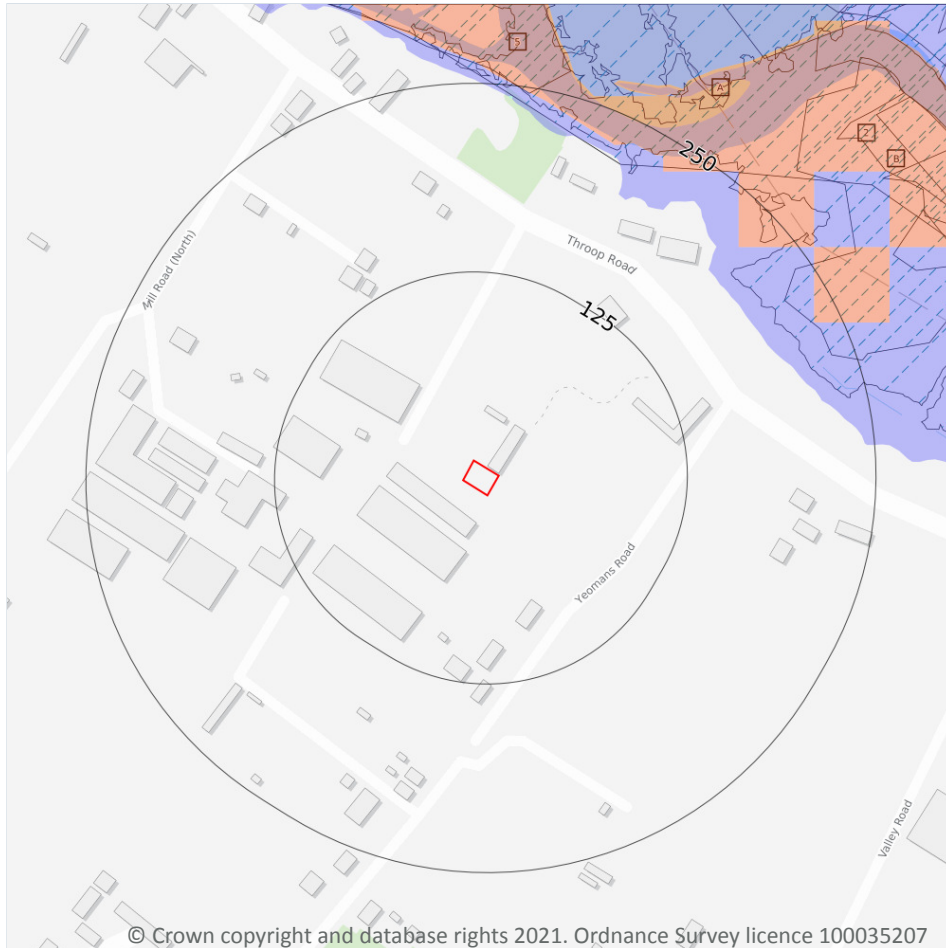 5
A
2
B
250
Mill Road (North)
Throop Road
125
Yeomans Road
Valley Road
© Crown copyright and database rights 2021. Ordnance Survey licence 100035207